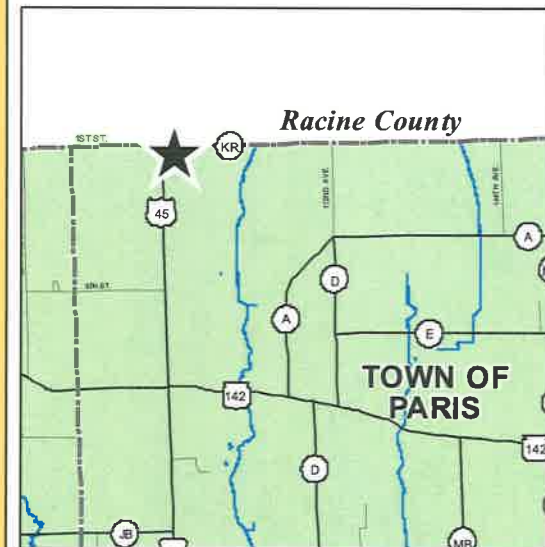 Racine County
1ST ST.
KR
45
A
D
A
E
TOWN OF
PARIS
142
142
D
JB
MB